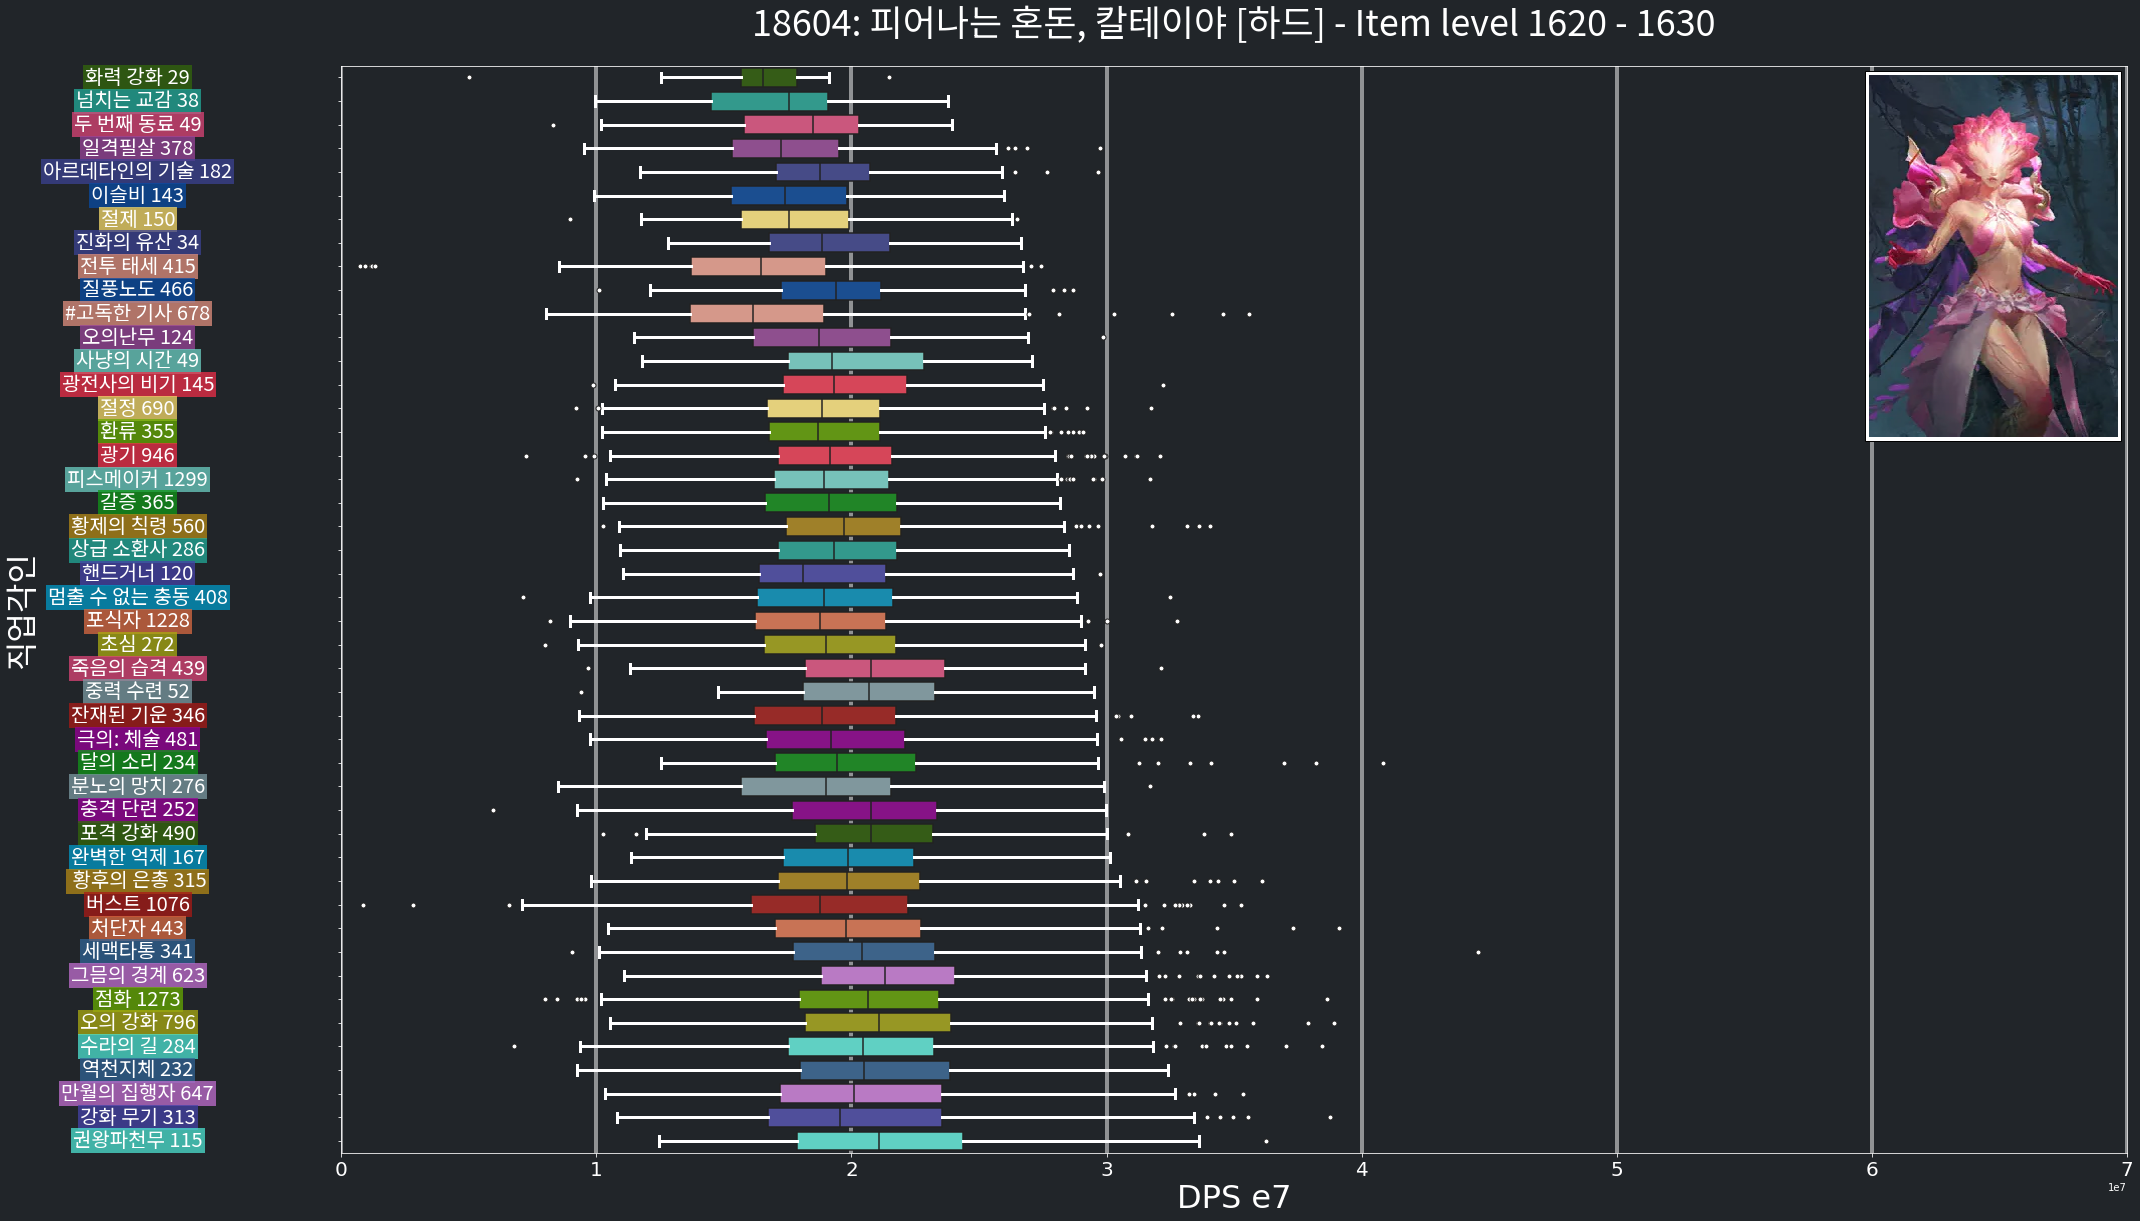 18604: 피어나는 혼돈, 칼테이야 [하드] - Item level 1620 - 1630
직업각인
화력 강화 29
넘치는 교감 38
두 번째 동료 49
일격필살 378
아르데타인의 기술 182
이슬비 143
절제 150
진화의 유산 34
전투 태세 415
질풍노도 466
#고독한 기사 678
오의난무 124
사냥의 시간 49
광전사의 비기 145
절정 690
환류 355
광기 946
피스메이커 1299
갈증 365
황제의 칙령 560
상급 소환사 286
핸드거너 120
멈출 수 없는 충동 408
포식자 1228
초심 272
죽음의 습격 439
중력 수련 52
잔재된 기운 346
극의: 체술 481
달의 소리 234
분노의 망치 276
충격 단련 252
포격 강화 490
완벽한 억제 167
황후의 은총 315
버스트 1076
처단자 443
세맥타통 341
그믐의 경계 623
점화 1273
오의 강화 796
수라의 길 284
역천지체 232
만월의 집행자 647
강화 무기 313
권왕파천무 115
0 1 2 3 4 5 6 7
1e7
DPS e7